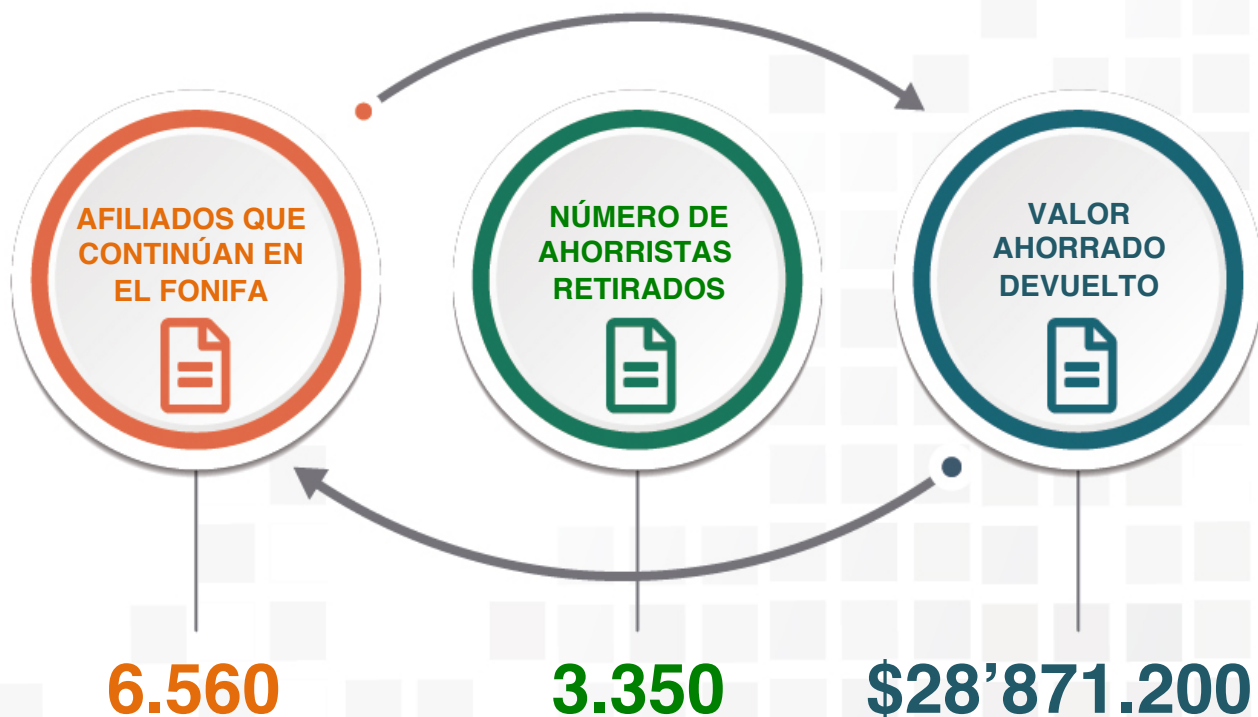 AFILIADOS QUE
CONTINÚAN EN
EL FONIFA
NÚMERO DE
AHORRISTAS
RETIRADOS
VALOR
AHORRADO
DEVUELTO
6.560
3.350
$28’871.200